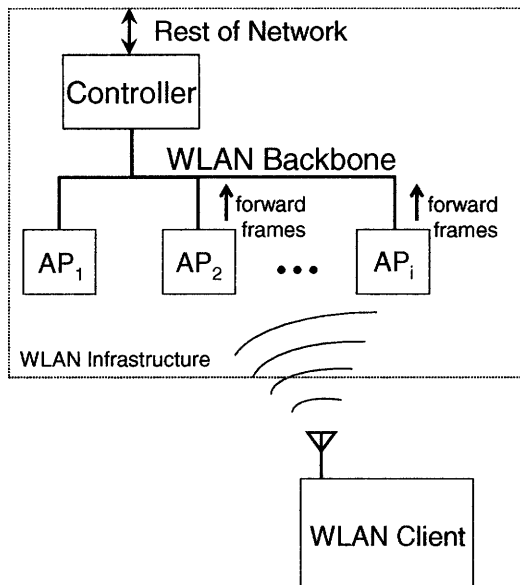 Rest of Network
Controller
WLAN Backbone
forward
frames
forward
frames
AP1
AP2
APi
WLAN Infrastructure
WLAN Client